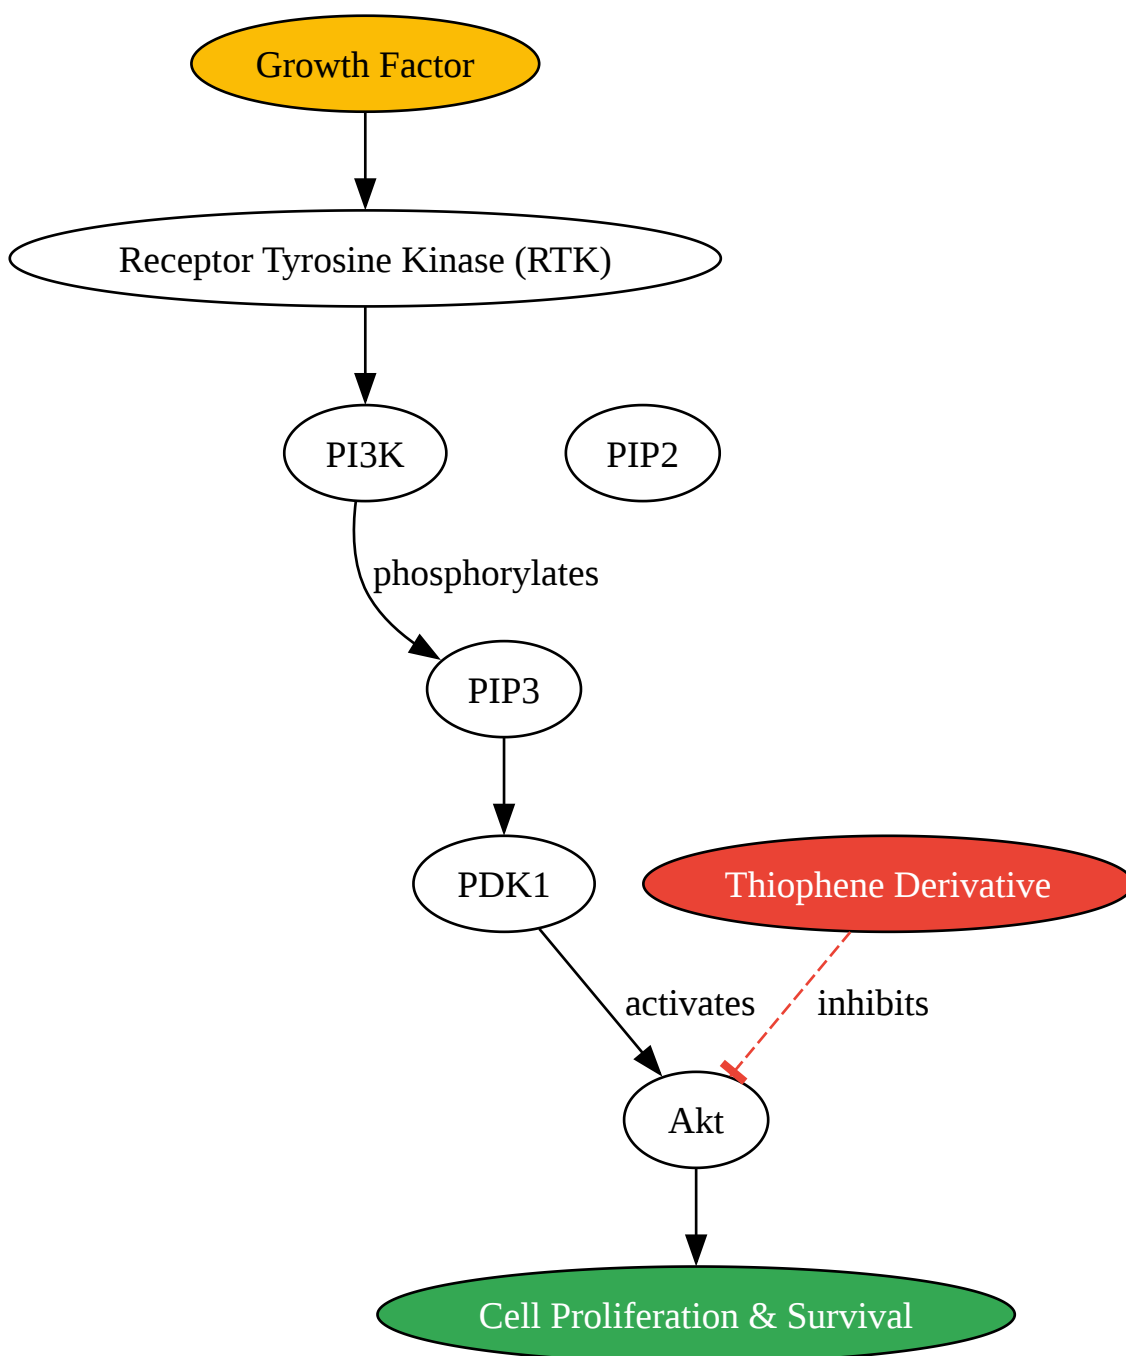 Growth Factor
Receptor Tyrosine Kinase (RTK)
PI3K
PIP2
phosphorylates
PIP3
PDK1
Thiophene Derivative
activates
inhibits
Akt
Cell Proliferation & Survival